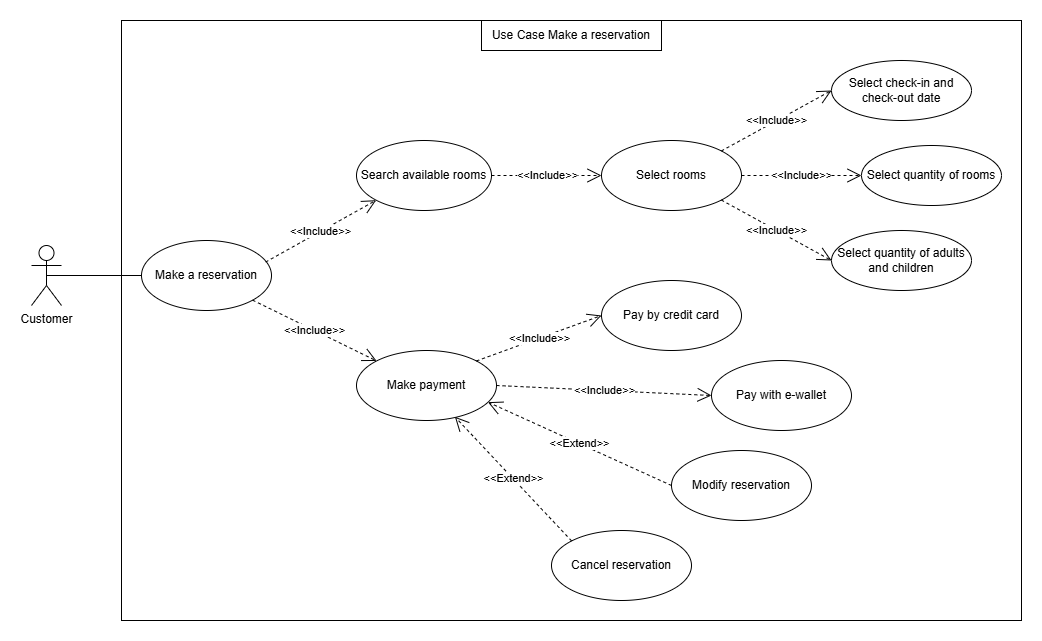 Use Case Make a reservation
Select check-in and
check-out date
<<Include>>
Search available rooms
<<Include>>
Select rooms
<<Include>>
Select quantity of rooms
<<Include>>
<<Include>>
Select quantity of adults
and children
Make a reservation
Customer
<<Include>>
Pay by credit card
<<Include>>
Make payment
<<Include>>
Pay with e-wallet
<<Extend>>
<<Extend>>
Modify reservation
Cancel reservation